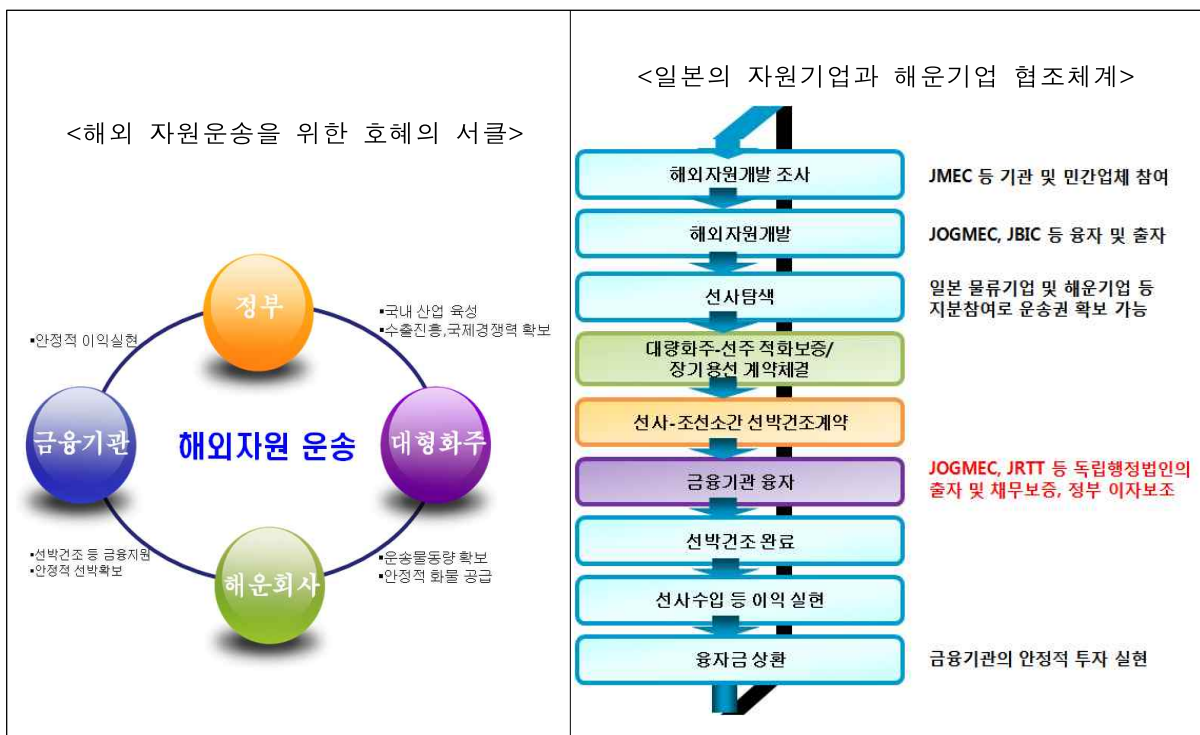 <해외 자원운송을 위한 호혜의 서클>
정부
▪안정적 이익실현
▪국내 산업 육성
▪수출진흥,국제경쟁력 확보
금융기관
해외자원 운송
대형화주
▪선박건조 등 금융지원
▪안정적 선박확보
▪운송물동량 확보
▪안정적 화물 공급
해운회사
<일본의 자원기업과 해운기업 협조체계>
해외자원개발 조사
JMEC 등 기관 및 민간업체 참여
해외자원개발
JOGMEC, JBIC 등 융자 및 출자
선사탐색
일본 물류기업 및 해운기업 등
지분참여로 운송권 확보 가능
대량화주-선주 적화보증/
장기용선 계약체결
선사-조선소간 선박건조계약
금융기관 융자
JOGMEC, JRTT 등 독립행정법인의
출자 및 채무보증, 정부 이자보조
선박건조 완료
선사수입 등 이익 실현
융자금 상환
금융기관의 안정적 투자 실현